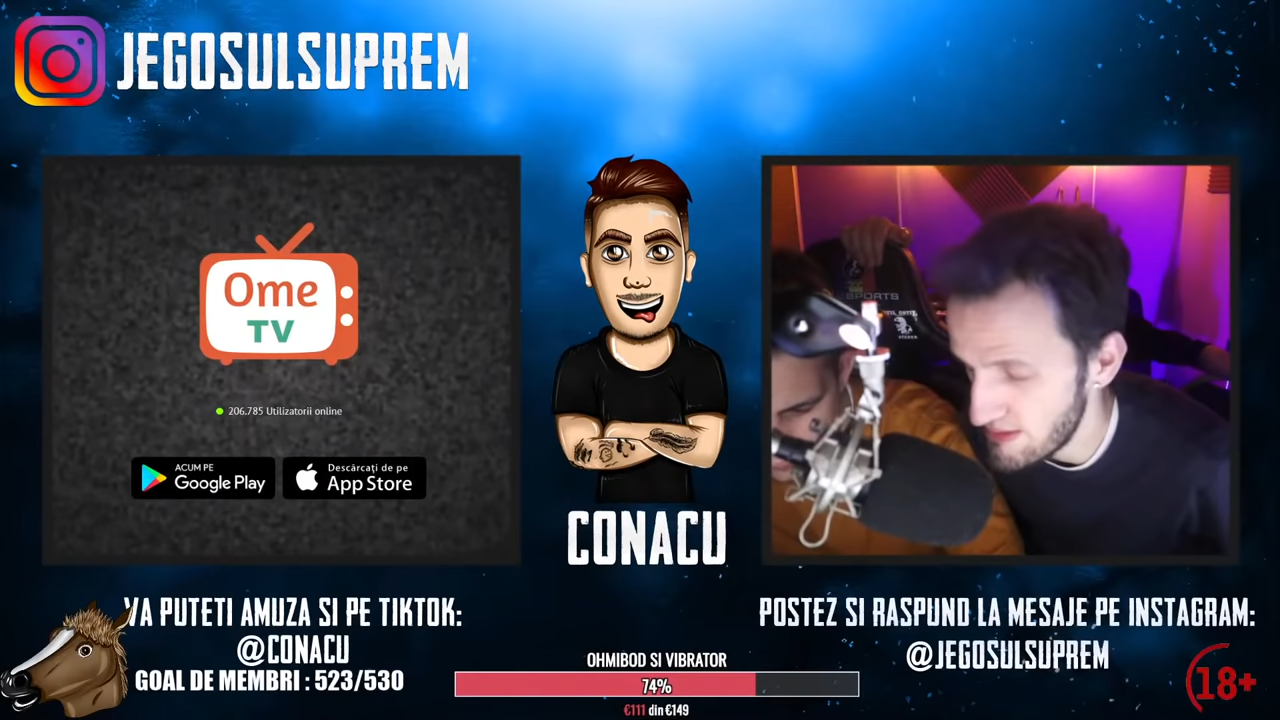 JEGOSULSUPREM
Ome
TV
206.785 Utilizatorii online
ACUM PE
Google Play
Descărcați de pe
App Store
SPORTS
CONACU
VA PUTETI AMUZA SI PE TIKTOK:
@CONACU
GOAL DE MEMBRI : 523/530
OHMIBOD SI VIBRATOR
74%
€111 din €149
POSTEZ SI RASPUND LA MESAJE PE INSTAGRAM:
@JEGOSULSUPREM
18+